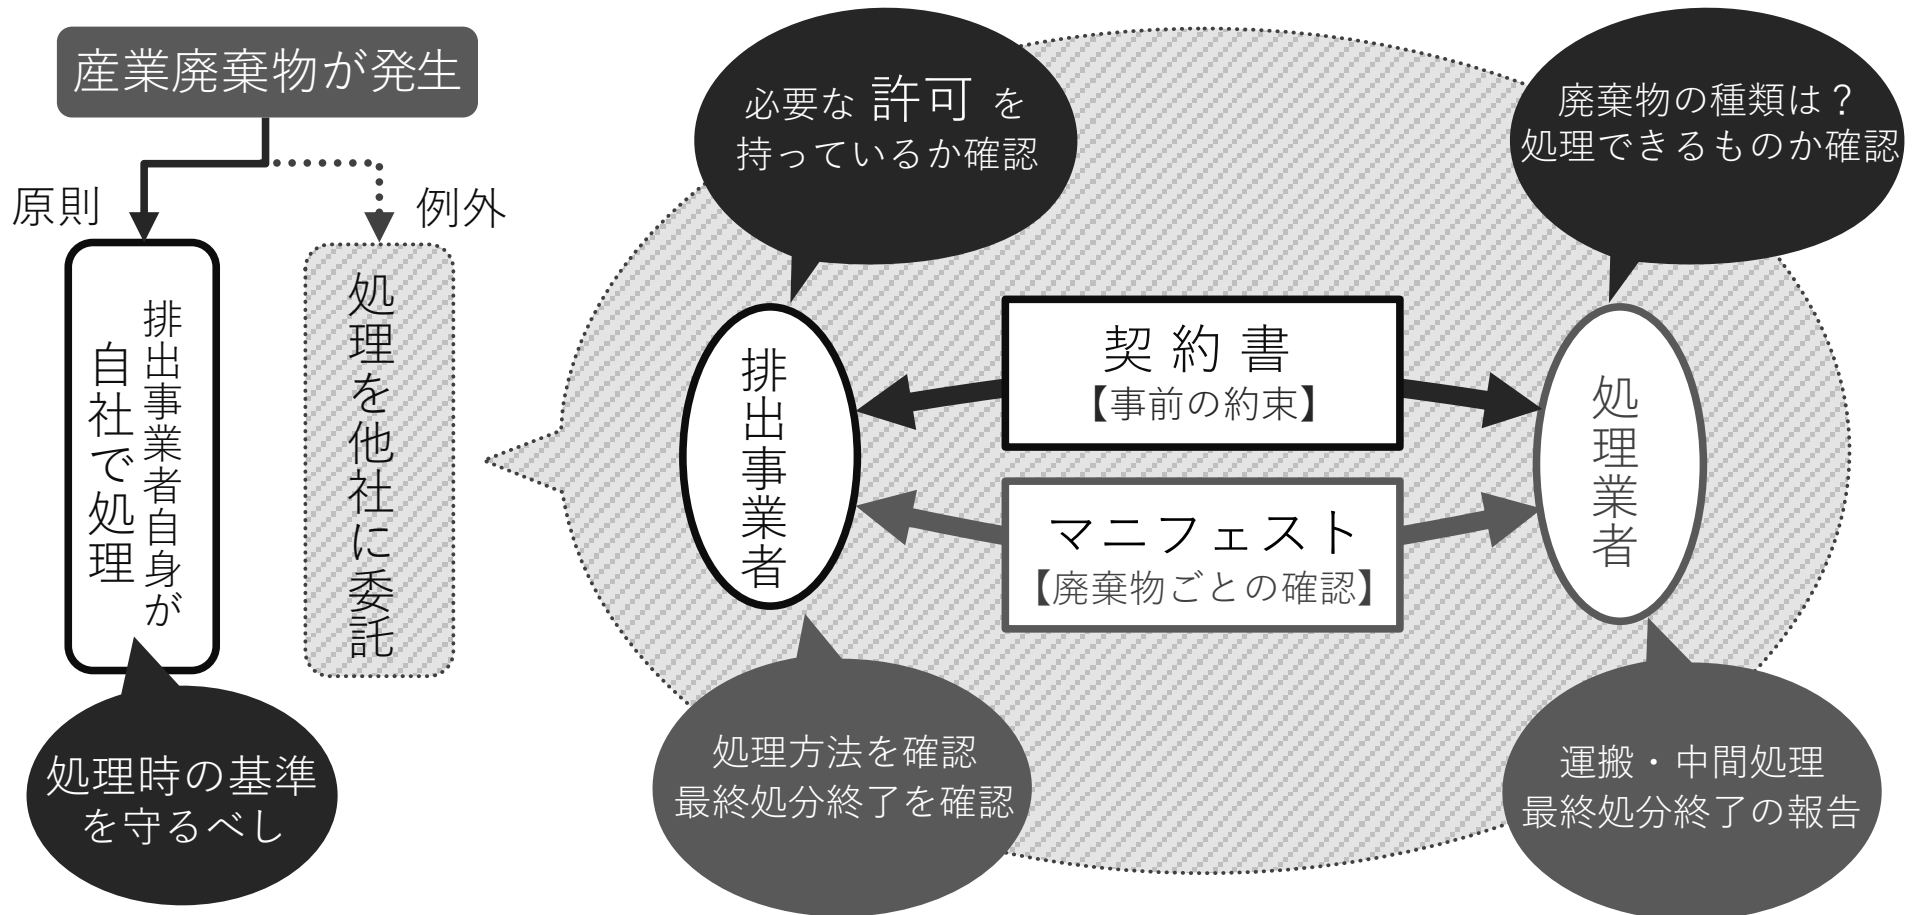 産業廃棄物が発生
原則
例外
排出事業者自身が
自社で処理
処理を他社に委託
処理時の基準
を守るべし
必要な 許可 を
持っているか確認
廃棄物の種類は?
処理できるものか確認
排出事業者
契約書
【事前の約束】
マニフェスト
【廃棄物ごとの確認】
処理業者
処理方法を確認
最終処分終了を確認
運搬・中間処理
最終処分終了の報告